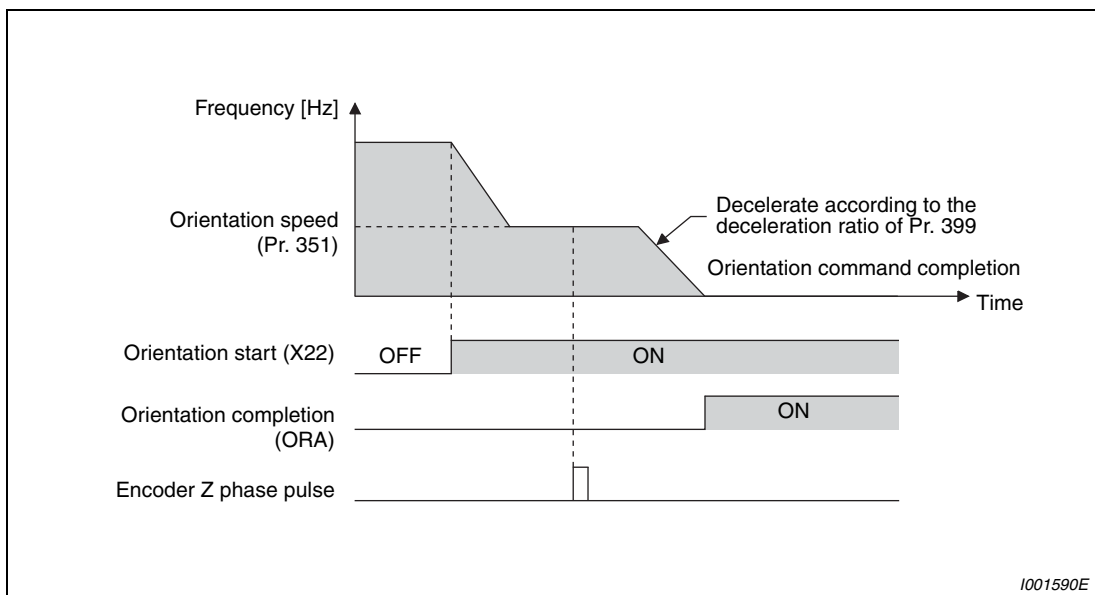 Frequency [Hz]
Orientation speed
(Pr. 351)
Decelerate according to the
deceleration ratio of Pr. 399
Orientation command completion
Time
Orientation start (X22)
OFF
ON
Orientation completion
(ORA)
ON
Encoder Z phase pulse
I001590E